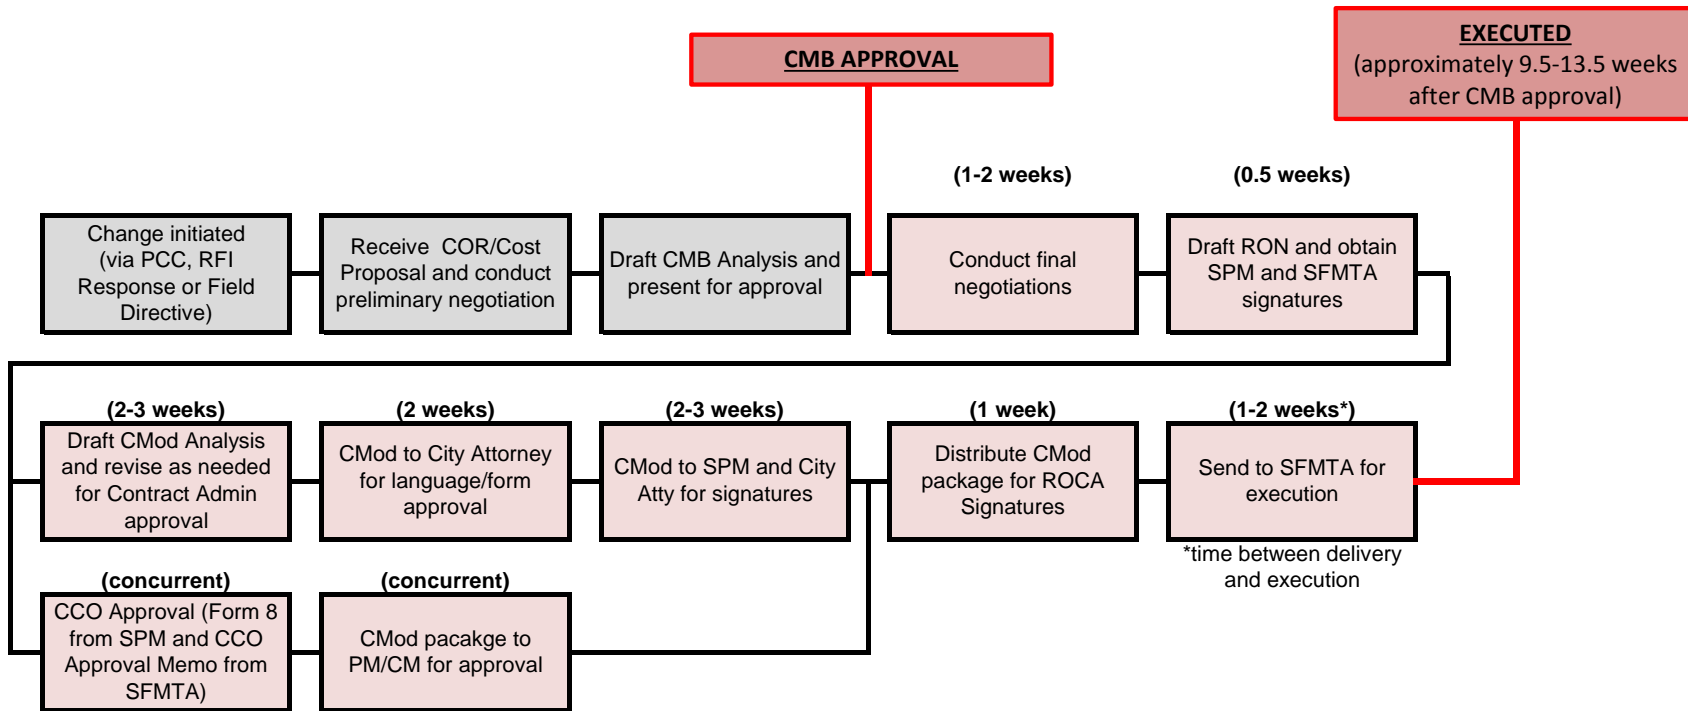 CMB APPROVAL
EXECUTED
(approximately 9.5-13.5 weeks
after CMB approval)
(1-2 weeks)
(0.5 weeks)
Change initiated
(via PCC, RFI
Response or Field
Directive)
Receive COR/Cost
Proposal and conduct
preliminary negotiation
Draft CMB Analysis and
present for approval
Conduct final
negotiations
Draft RON and obtain
SPM and SFMTA
signatures
(2-3 weeks)
(2 weeks)
(2-3 weeks)
(1 week)
(1-2 weeks*)
Draft CMod Analysis
and revise as needed
for Contract Admin
approval
CMod to City Attorney
for language/form
approval
CMod to SPM and City
Atty for signatures
Distribute CMod
package for ROCA
Signatures
Send to SFMTA for
execution
*time between delivery
and execution
(concurrent)
(concurrent)
CCO Approval (Form 8
from SPM and CCO
Approval Memo from
SFMTA)
CMod pacakge to
PM/CM for approval